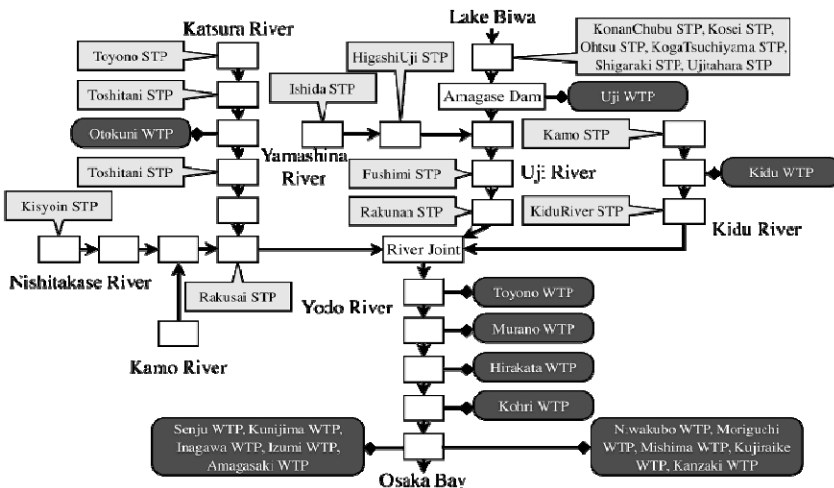 Katsura River
Lake Biwa
Toyono STP
HigashiUji STP
KonanChubu STP, Kosei STP,
Ohtsu STP, KogaTsuchiyama STP,
Shigaraki STP, Ujitahara STP
Toshitani STP
Ishida STP
Amagase Dam
Uji WTP
Otokuni WTP
Yamashina
River
Kamo STP
Toshitani STP
Fushimi STP
Uji River
Kidu WTP
Kisyoin STP
Rakunan STP
KiduRiver STP
Kidu River
River Joint
Nishitakase River
Rakusai STP
Yodo River
Toyono WTP
Kamo River
Murano WTP
Hirakata WTP
Kohri WTP
Senju WTP, Kunijima WTP,
Inagawa WTP, Izumi WTP,
Amagasaki WTP
Niwakubo WTP, Moriguchi
WTP, Mishima WTP, Kujiraike
WTP, Kanzaki WTP
Osaka Bay